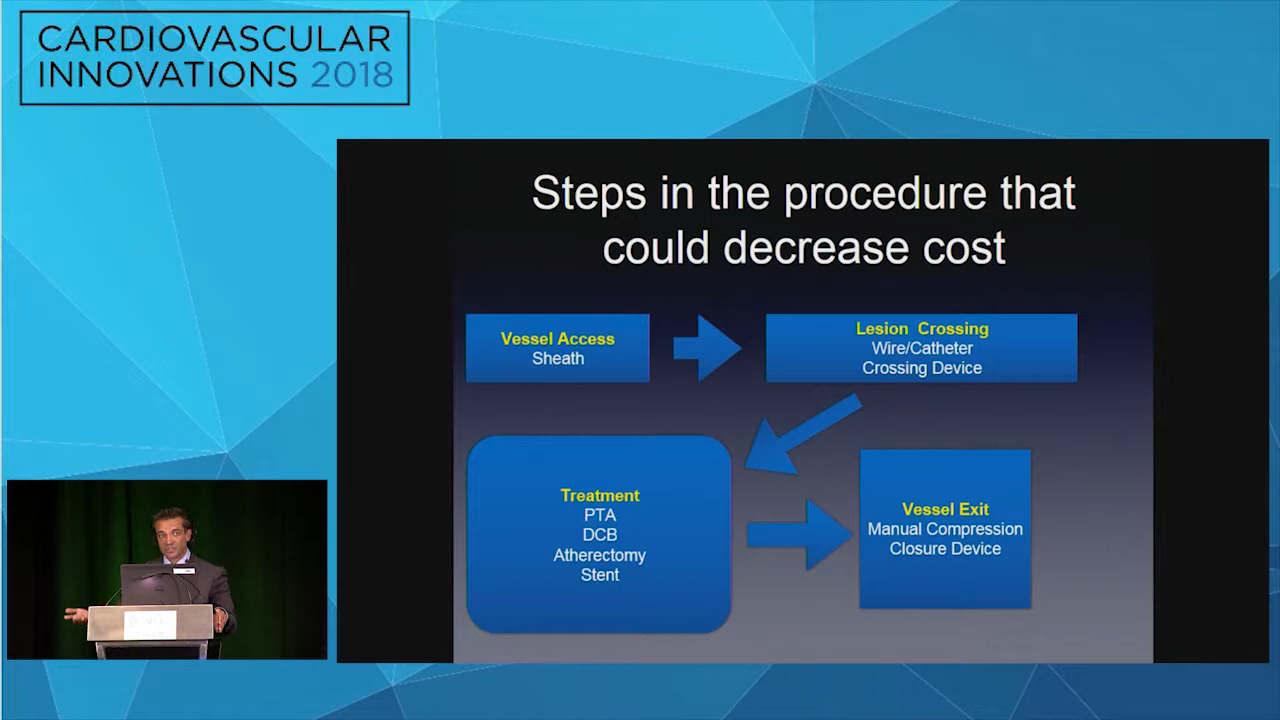 CARDIOVASCULAR
INNOVATIONS 2018
Steps in the procedure that
could decrease cost
Vessel Access
Sheath
Lesion Crossing
Wire/Catheter
Crossing Device
Treatment
PTA
DCB
Atherectomy
Stent
Vessel Exit
Manual Compression
Closure Device